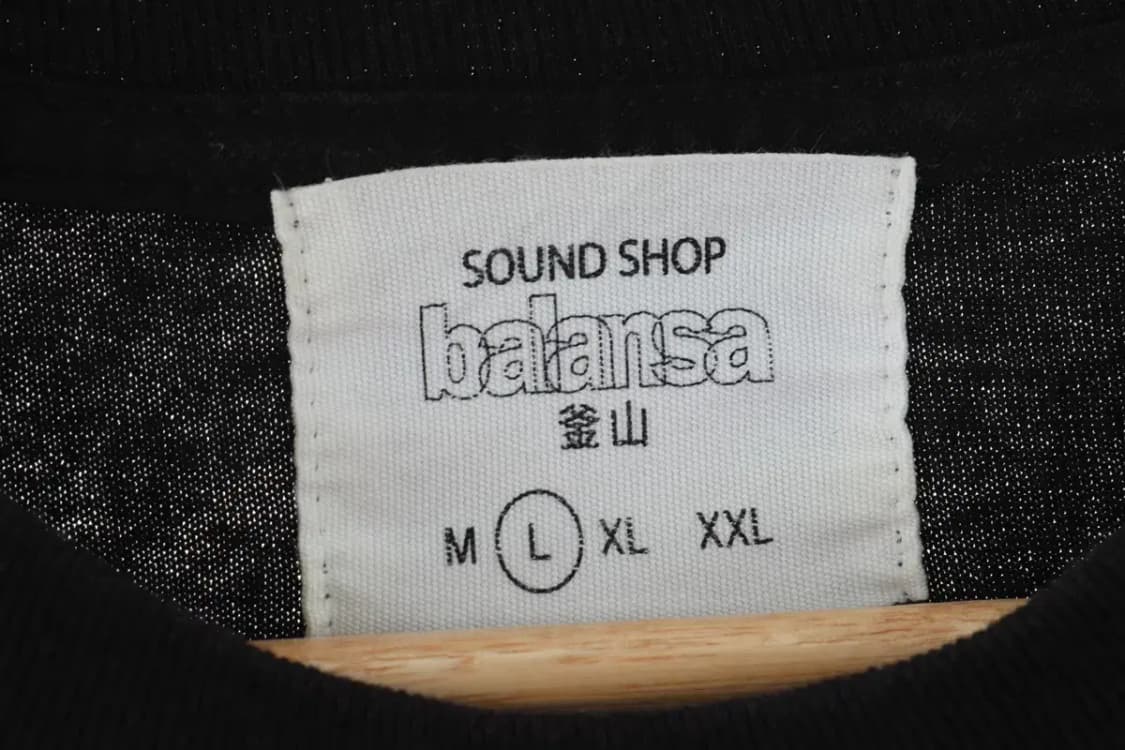 SOUND SHOP
balansa
釜山
M L XL XXL